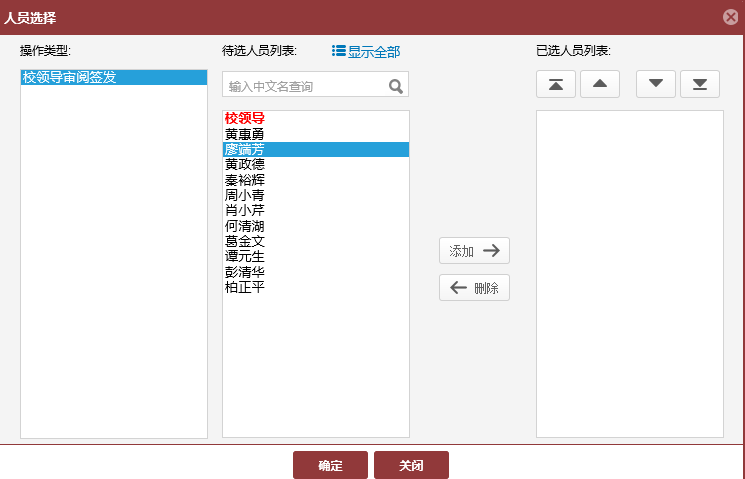 人员选择
操作类型:
待选人员列表:
显示全部
已选人员列表:
校领导审阅签发
输入中文名查询
校领导
黄惠勇
廖端芳
黄政德
秦裕辉
周小青
肖小芹
何清湖
葛金文
谭元生
彭清华
柏正平
添加
删除
确定
关闭